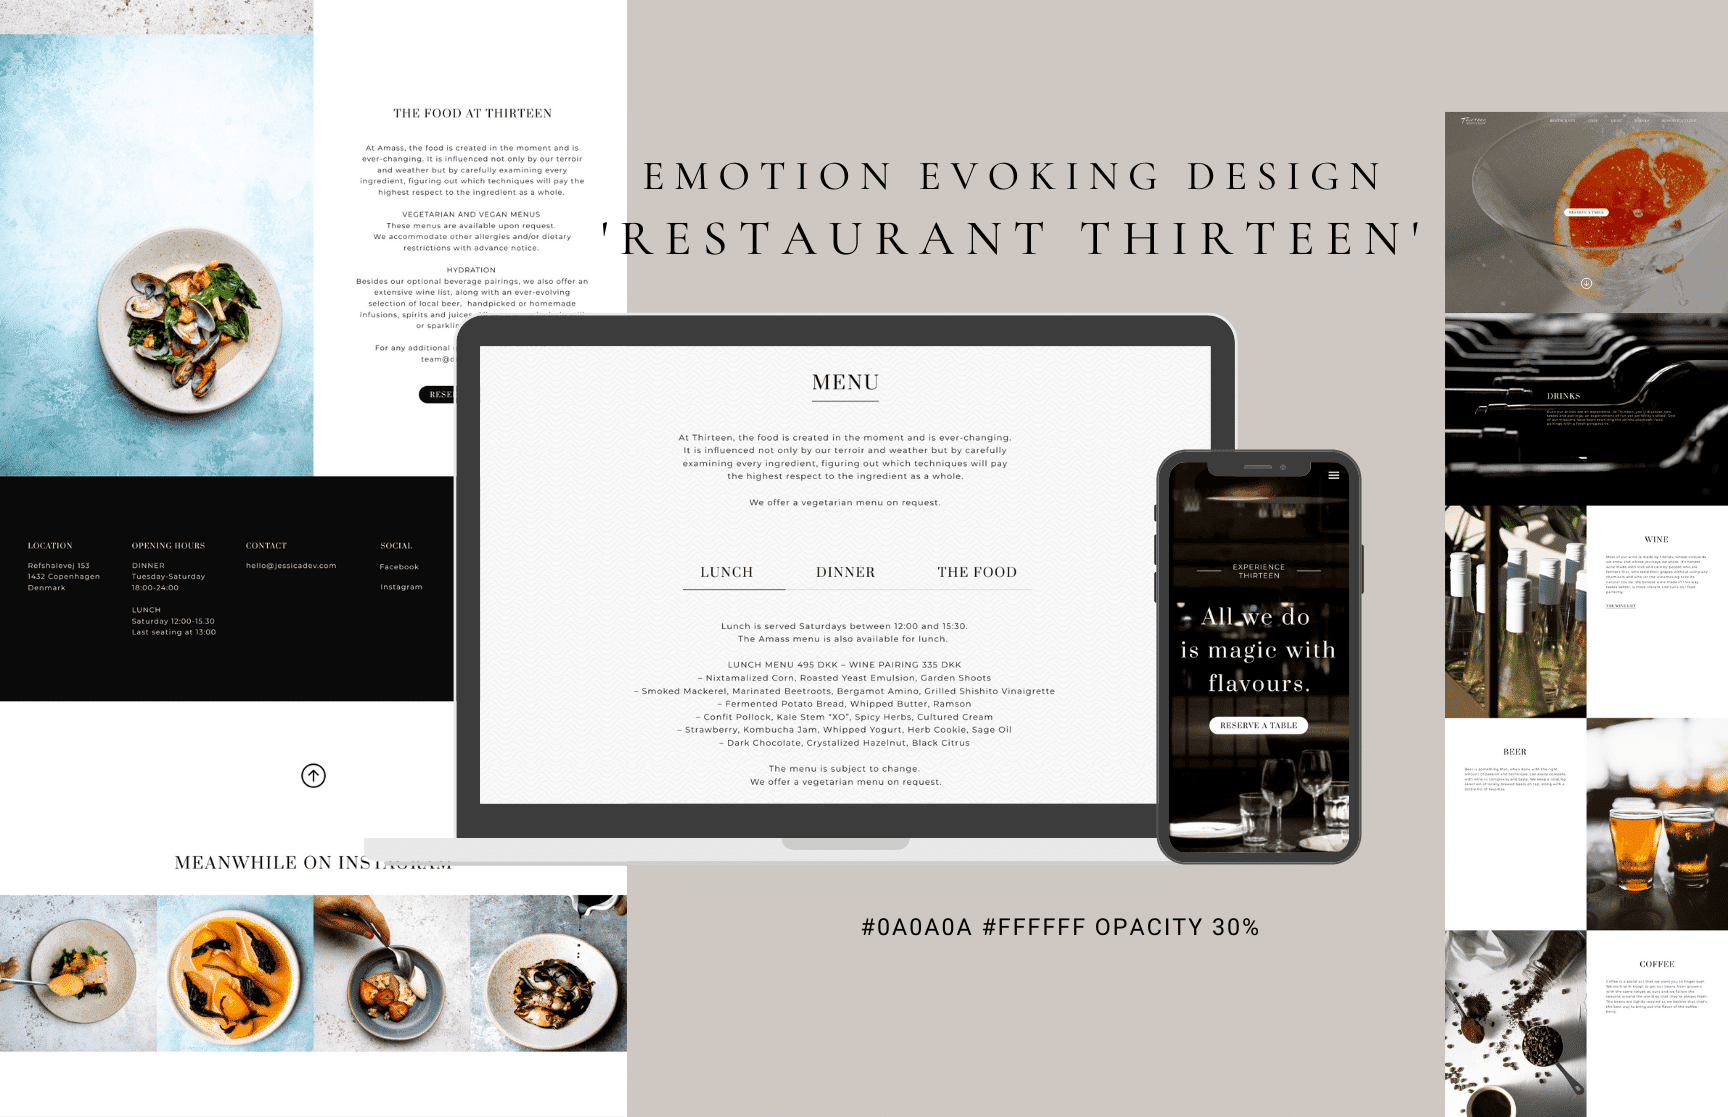 THE FOOD AT THIRTEEN
At Amass, the food is created in the moment and is
ever-changing. It is influenced not only by our terroir
and weather but by carefully examining every
ingredient, figuring out which techniques will pay the
highest respect to the ingredient as a whole.
VEGETARIAN AND VEGAN MENUS
These menus are available upon request.
We accommodate other allergies and/or dietary
restrictions with advance notice.
HYDRATION
Besides our optional beverage pairings, we also offer an
extensive wine list, along with an ever-evolving
selection of local beer, handpicked or homemade
infusions, spirits and juices.
or sparkling
For any additional
team@d
RESE
LOCATION
Refshalevej 153
1432 Copenhagen
Denmark
OPENING HOURS
DINNER
Tuesday-Saturday
18:00-24:00
LUNCH
Saturday 12:00-15.30
Last seating at 13:00
CONTACT
hello@jessicadev.com
SOCIAL
Facebook
Instagram
MEANWHILE ON INSTAGRAM
EMOTION EVOKING DESIGN
'RESTAURANT THIRTEEN'
MENU
At Thirteen, the food is created in the moment and is ever-changing.
It is influenced not only by our terroir and weather but by carefully
examining every ingredient, figuring out which techniques will pay
the highest respect to the ingredient as a whole.
We offer a vegetarian menu on request.
LUNCH DINNER THE FOOD
Lunch is served Saturdays between 12:00 and 15:30.
The Amass menu is also available for lunch.
LUNCH MENU 495 DKK – WINE PAIRING 335 DKK
– Nixtamalized Corn, Roasted Yeast Emulsion, Garden Shoots
– Smoked Mackerel, Marinated Beetroots, Bergamot Amino, Grilled Shishito Vinaigrette
– Fermented Potato Bread, Whipped Butter, Ramson
– Confit Pollock, Kale Stem “XO”, Spicy Herbs, Cultured Cream
– Strawberry, Kombucha Jam, Whipped Yogurt, Herb Cookie, Sage Oil
– Dark Chocolate, Crystalized Hazelnut, Black Citrus
The menu is subject to change.
We offer a vegetarian menu on request.
EXPERIENCE
THIRTEEN
All we do
is magic with
flavours.
RESERVE A TABLE
#0A0A0A #FFFFFF OPACITY 30%
Thirteen
RESERVE A TABLE
RESERVE A TABLE
DRINKS
WINE
THE WINE LIST
BEER
COFFEE